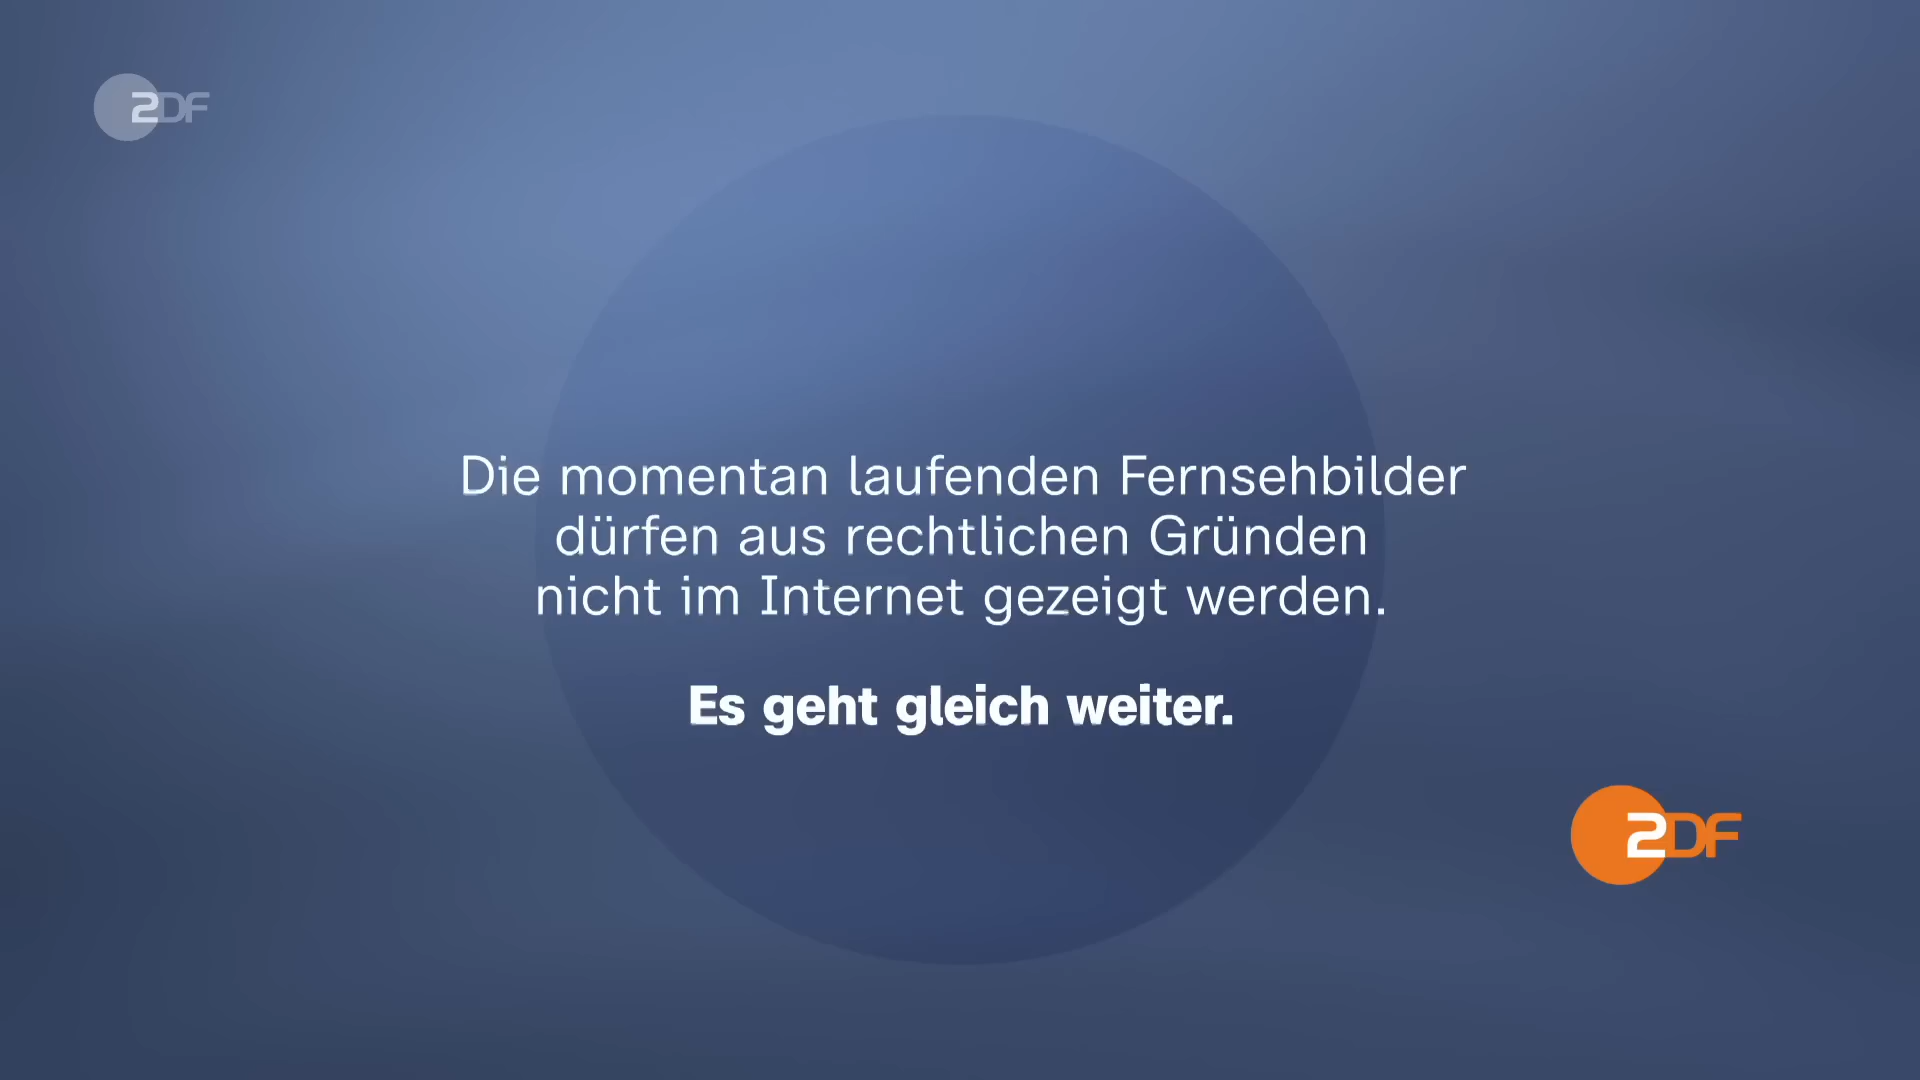 ZDF
Die momentan laufenden Fernsehbilder
dürfen aus rechtlichen Gründen
nicht im Internet gezeigt werden.
Es geht gleich weiter.
ZDF